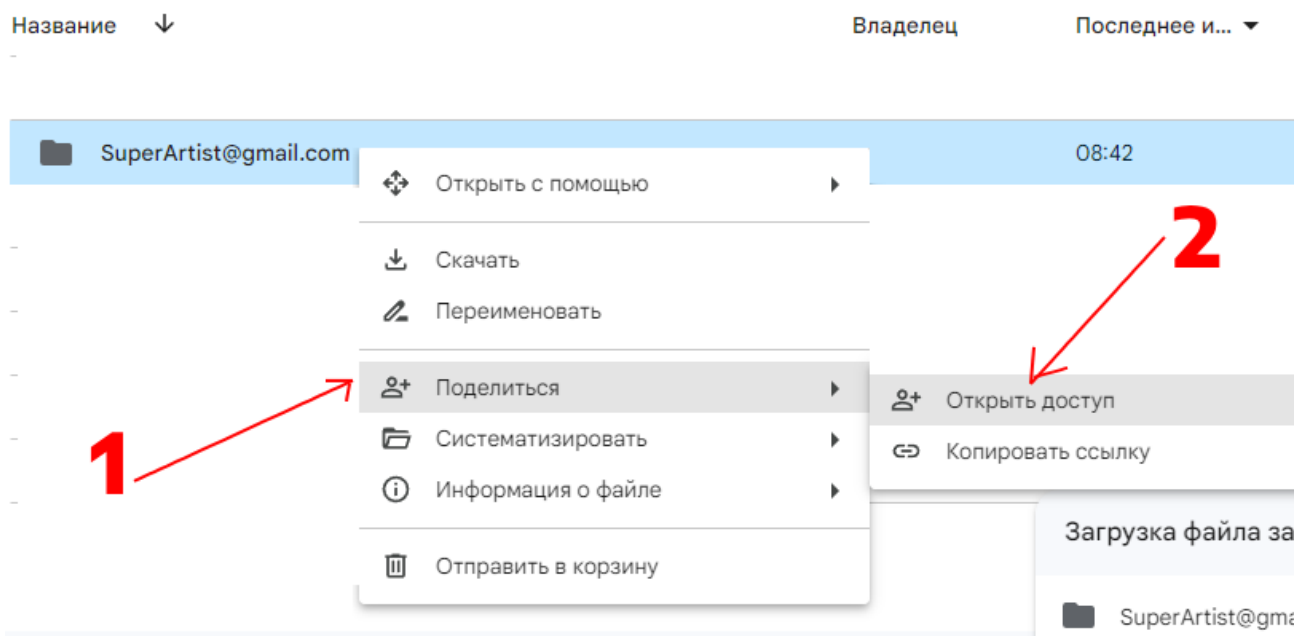 Название
Владелец
Последнее и...
SuperArtist@gmail.com
08:42
Открыть с помощью
2
Скачать
Переименовать
Поделиться
Открыть доступ
1
Систематизировать
Копировать ссылку
Информация о файле
Загрузка файла за
Отправить в корзину
SuperArtist@gma